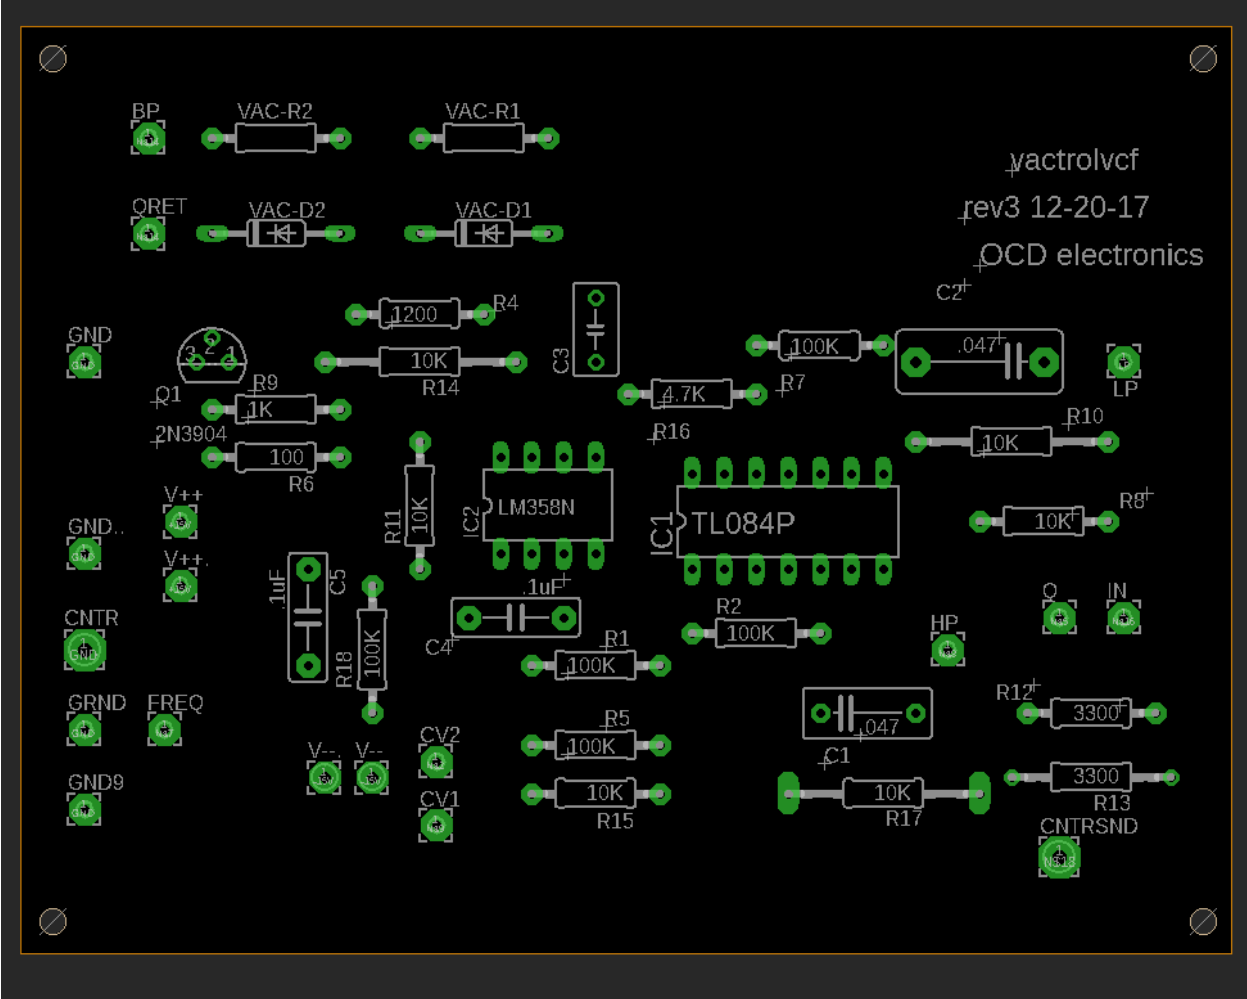 BP
VAC-R2
VAC-R1
vactrolvcf
QRET
VAC-D2
VAC-D1
rev3 12-20-17
OCD electronics
C2
R4
1200
GND
3 2 1
10K
R14
C3
100K
R7
.047
LP
Q1
R9
1K
4.7K
R16
R10
10K
2N3904
100
R6
V++
GND..
V++.
R11
10K
IC2
LM358N
IC1
TL084P
R8
10K
.1uF
C5
R18
100K
.1uF
C4
R2
100K
Q
IN
HP
CNTR
GND
R1
100K
GRND
FREQ
R12
3300
.047
C1
V--.
V--
CV2
R5
100K
GND9
CV1
10K
R15
10K
R17
3300
R13
CNTRSND